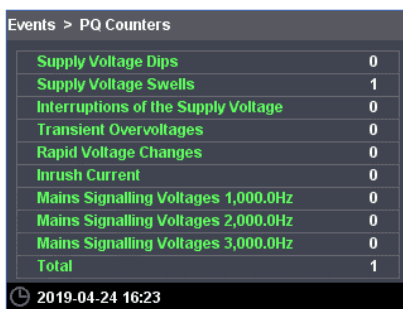 Events > PQ Counters
Supply Voltage Dips 0
Supply Voltage Swells 1
Interruptions of the Supply Voltage 0
Transient Overvoltages 0
Rapid Voltage Changes 0
Inrush Current 0
Mains Signalling Voltages 1,000.0Hz 0
Mains Signalling Voltages 2,000.0Hz 0
Mains Signalling Voltages 3,000.0Hz 0
Total 1
2019-04-24 16:23